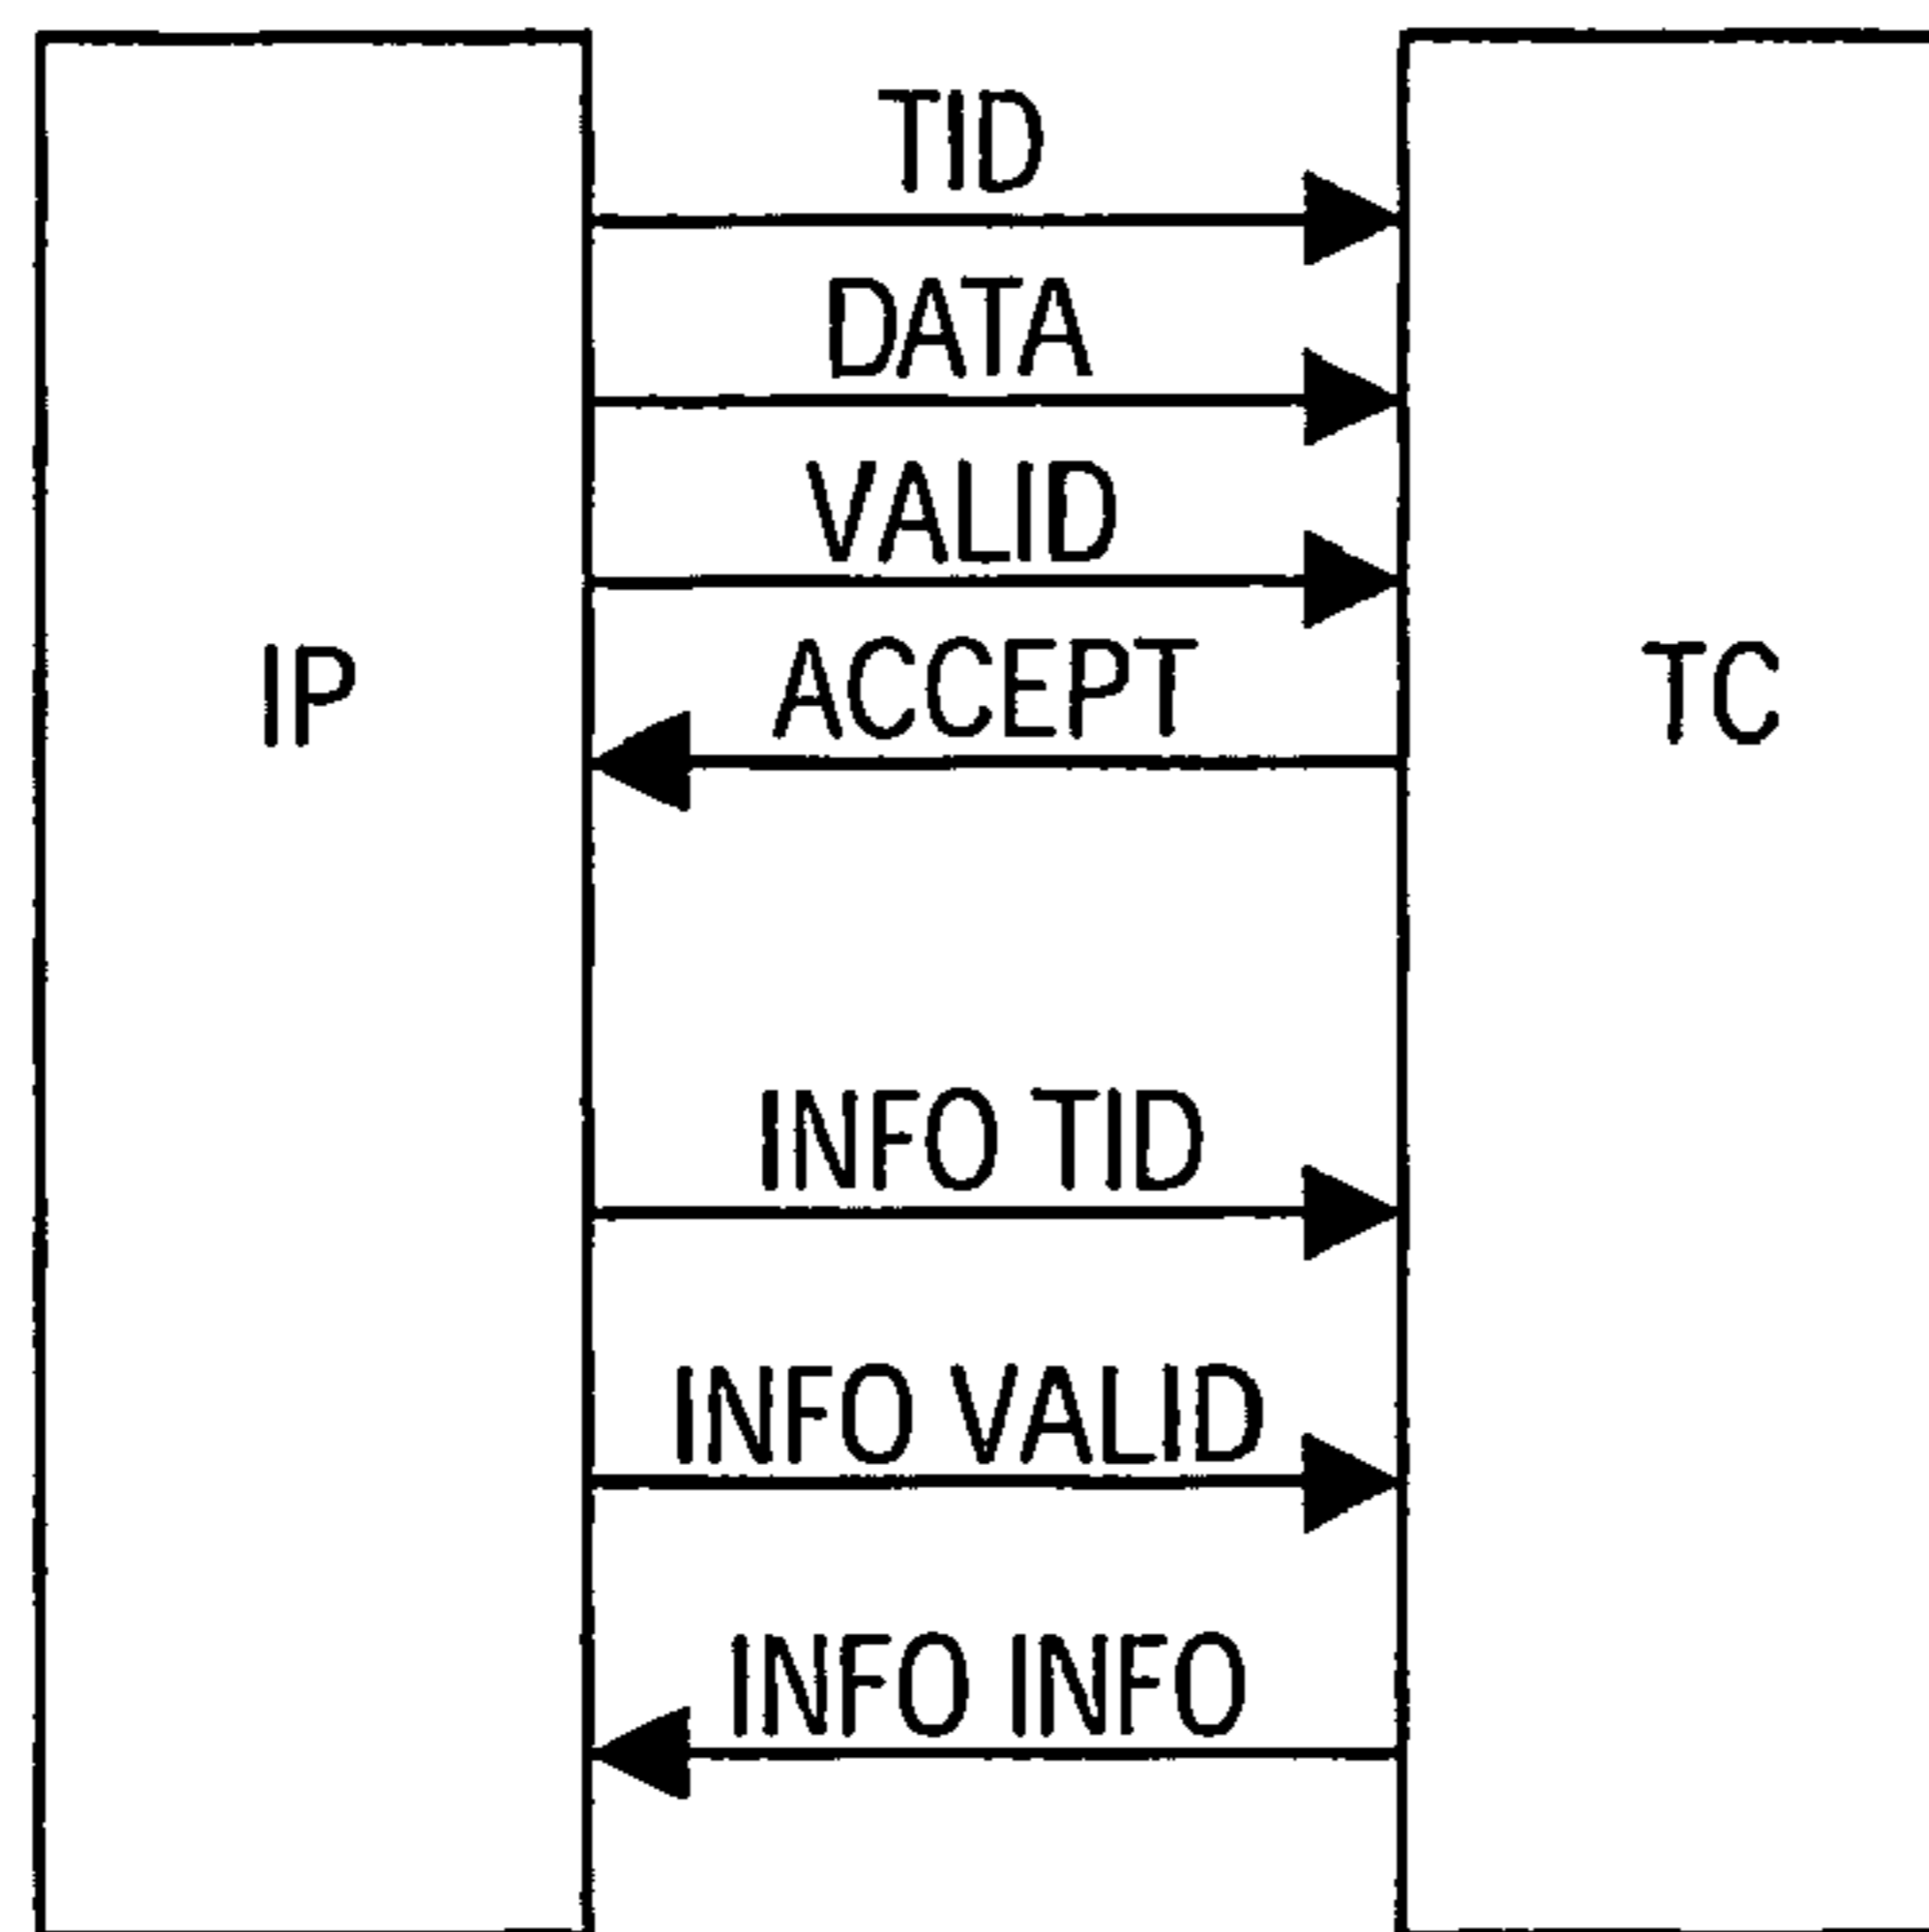 TID
DATA
VALID
ACCEPT
IP
TC
INFO TID
INFO VALID
INFO INFO